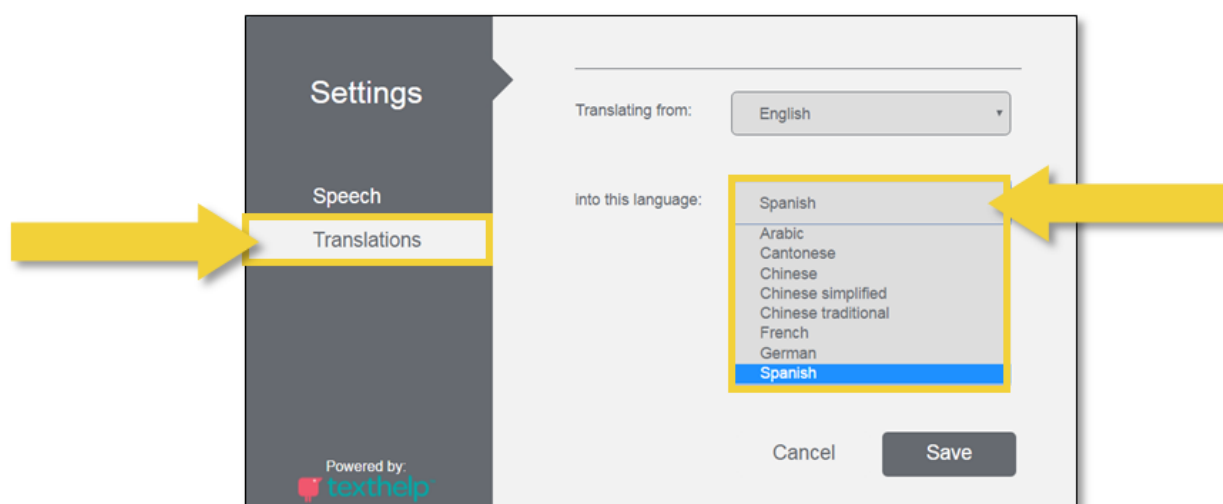 Settings
Speech
Translations
Powered by:
texthelp
Translating from:
English
into this language:
Spanish
Arabic
Cantonese
Chinese
Chinese simplified
Chinese traditional
French
German
Spanish
Cancel
Save